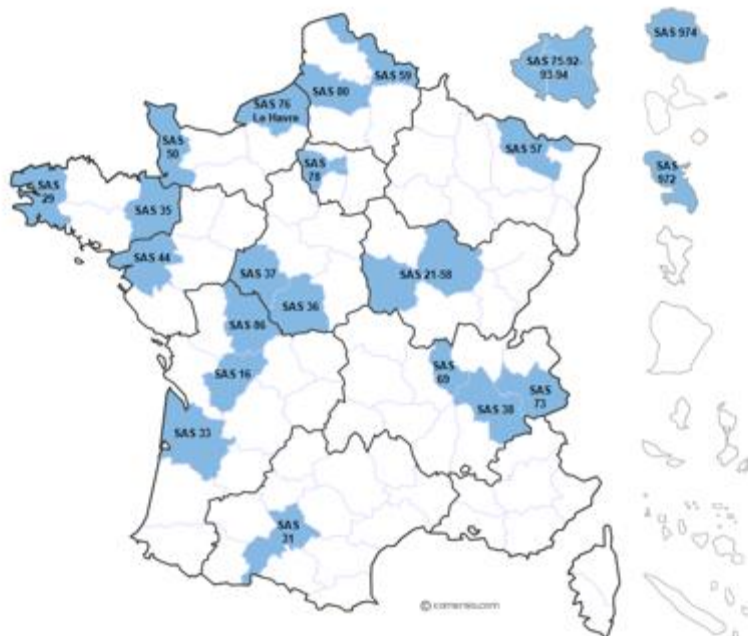 SAS 974
SAS 75-92-
93-94
SAS 59
SAS 80
SAS 76
Le Havre
SAS
50
SAS 57
SAS
78
SAS
972
SAS
29
SAS 35
SAS 44
SAS 37
SAS 21-58
SAS 36
SAS 86
SAS 16
SAS
69
SAS
73
SAS 38
SAS 33
SAS
31
© comersis.com